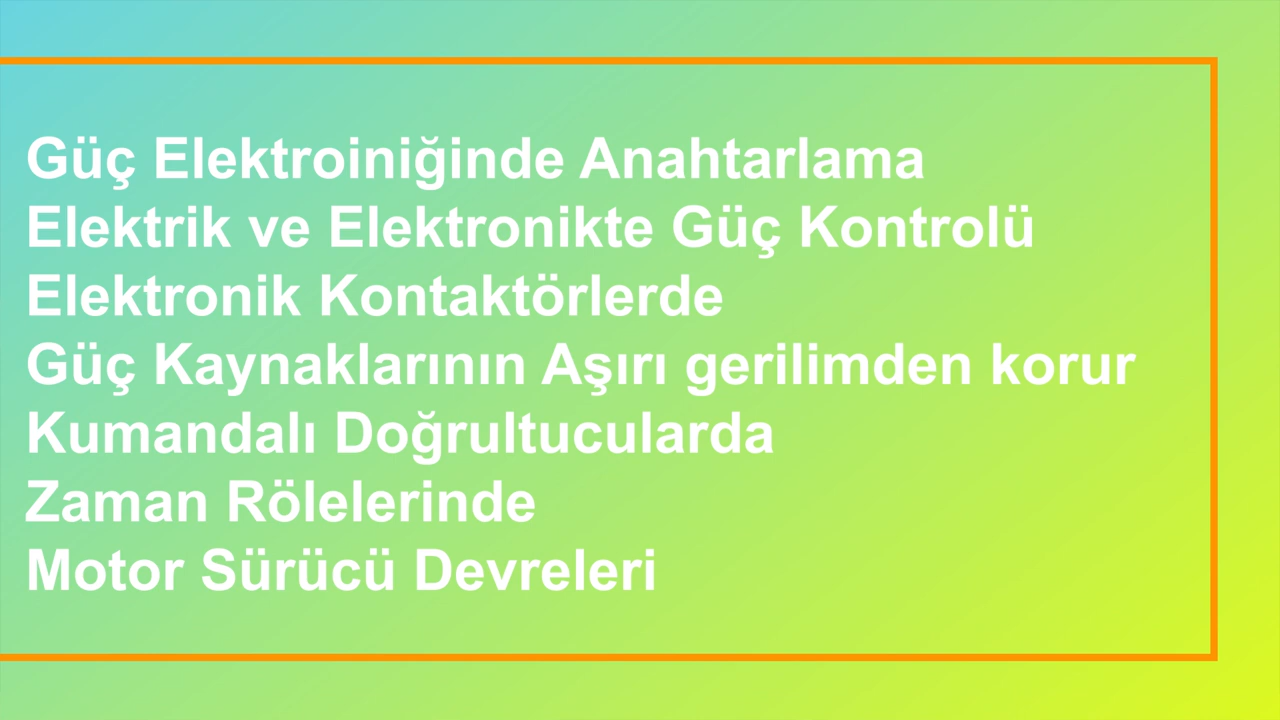 Güç Elektroiniğinde Anahtarlama
Elektrik ve Elektronikte Güç Kontrolü
Elektronik Kontaktörlerde
Güç Kaynaklarının Aşırı gerilimden korur
Kumandalı Doğrultucularda
Zaman Rölelerinde
Motor Sürücü Devreleri